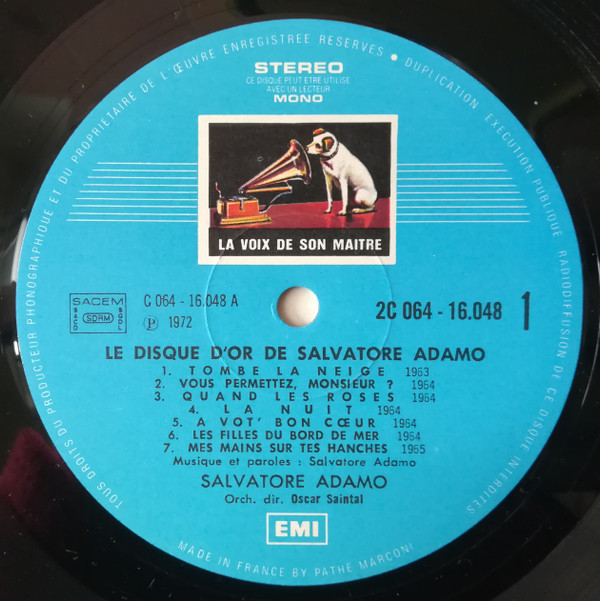 TOUS DROITS DU PRODUCTEUR PHONOGRAPHIQUE ET DU PROPRIETAIRE DE L'ŒUVRE ENREGISTREE RESERVES • DUPLICATION EXECUTION PUBLIQUE RADIODIFFUSION DE CE DISQUE INTERDITES
STEREO
CE DISQUE PEUT ETRE UTILISE
AVEC UN LECTEUR
MONO
LA VOIX DE SON MAITRE
SACEM
SACD SDRM SGDL
C 064 - 16.048 A
Ⓟ 1972
2C 064 - 16.048 1
LE DISQUE D'OR DE SALVATORE ADAMO
1. TOMBE LA NEIGE 1963
2. VOUS PERMETTEZ, MONSIEUR ? 1964
3. QUAND LES ROSES 1964
4. LA NUIT 1964
5. A VOT' BON CŒUR 1964
6. LES FILLES DU BORD DE MER 1964
7. MES MAINS SUR TES HANCHES 1965
Musique et paroles : Salvatore Adamo
SALVATORE ADAMO
Orch. dir. Oscar Saintal
EMI
MADE IN FRANCE BY PATHE MARCONI